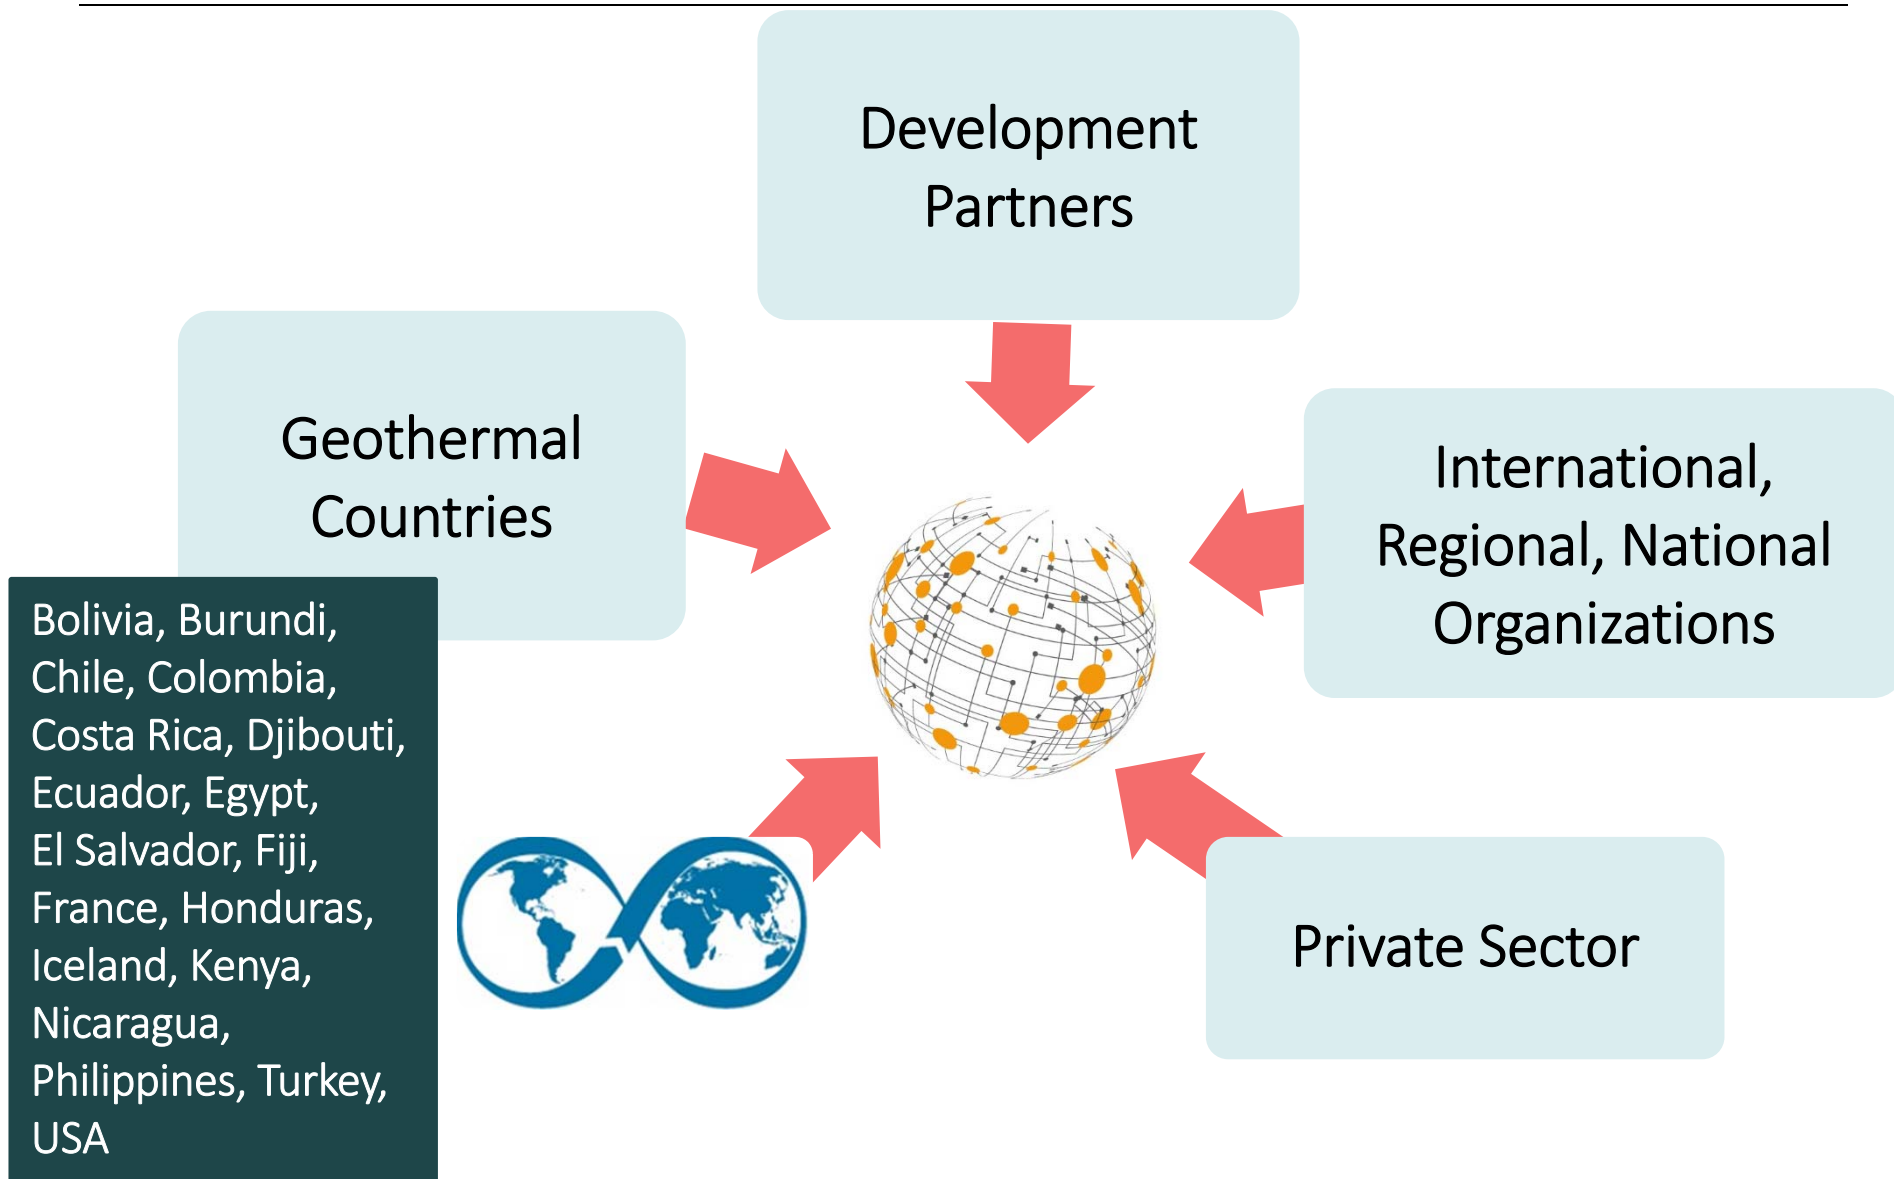 Development
Partners
Geothermal
Countries
International,
Regional, National
Organizations
Bolivia, Burundi,
Chile, Colombia,
Costa Rica, Djibouti,
Ecuador, Egypt,
El Salvador, Fiji,
France, Honduras,
Iceland, Kenya,
Nicaragua,
Philippines, Turkey,
USA
Private Sector